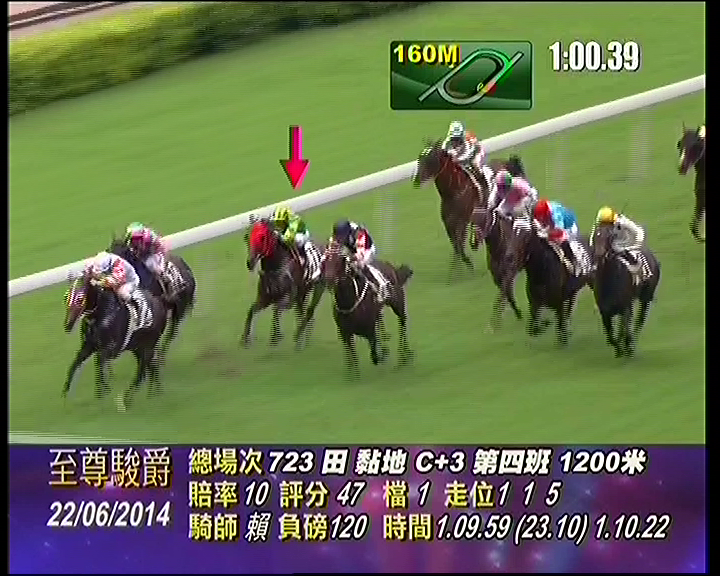 160M 1:00.39
至尊駿爵
22/06/2014
總場次 723 田 黏地 C+3 第四班 1200米
賠率 10 評分 47 檔 1 走位 1 1 5
騎師 賴 負磅 120 時間 1.09.59 (23.10) 1.10.22